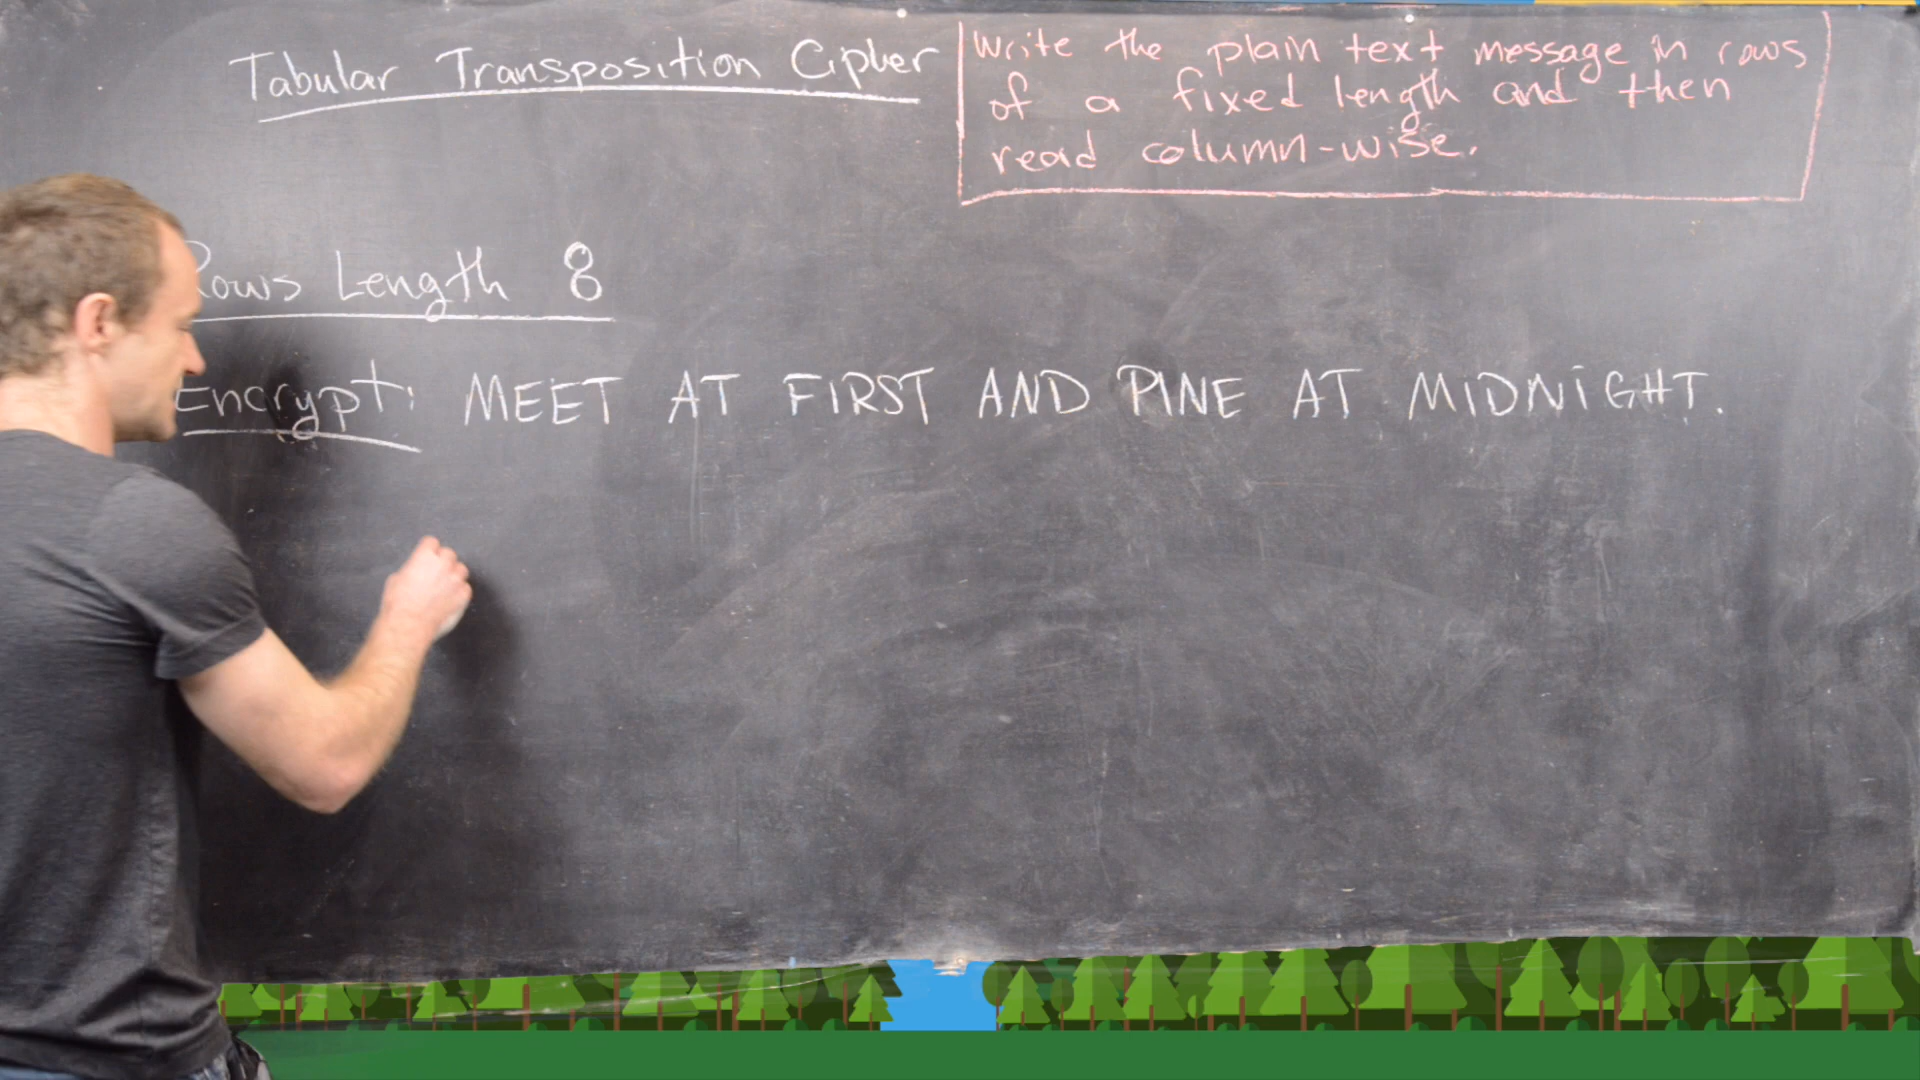 Tabular Transposition Cipher
Write the plain text message in rows
of a fixed length and then
read column-wise.
Rows Length 8
Encrypt: MEET AT FIRST AND PINE AT MIDNiGHT.